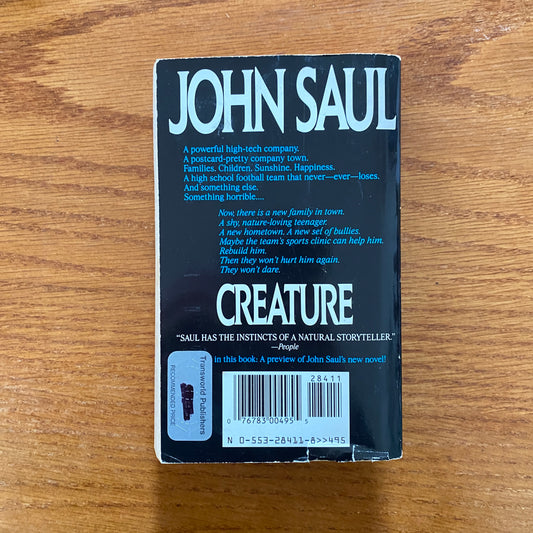 JOHN SAUL
A powerful high-tech company.
A postcard-pretty company town.
Families. Children. Sunshine. Happiness.
A high school football team that never—ever—loses.
And something else.
Something horrible....
Now, there is a new family in town.
A shy, nature-loving teenager.
A new hometown. A new set of bullies.
Maybe the team's sports clinic can help him.
Rebuild him.
Then they won't hurt him again.
They won't dare.
CREATURE
"SAUL HAS THE INSTINCTS OF A NATURAL STORYTELLER."
—People
in this book: A preview of John Saul's new novel!
Transworld Publishers
RECOMMENDED PRICE
28411
0 76783 00495 5
N 0-553-28411-8>>495